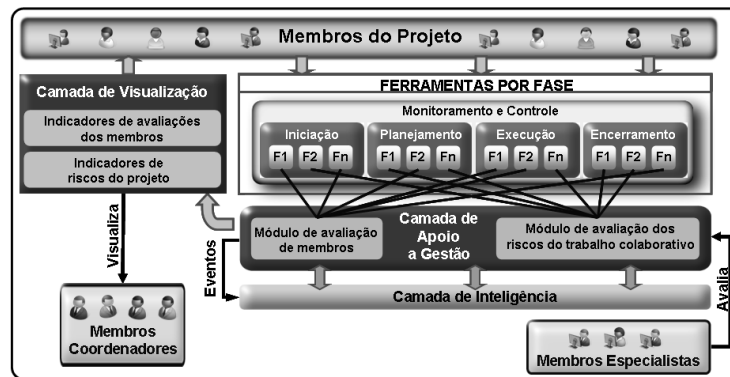 Membros do Projeto
Camada de Visualização
Indicadores de avaliações
dos membros
Indicadores de
riscos do projeto
FERRAMENTAS POR FASE
Monitoramento e Controle
Iniciação
F1 F2 Fn
Planejamento
F1 F2 Fn
Execução
F1 F2 Fn
Encerramento
F1 F2 Fn
Módulo de avaliação
de membros
Camada de
Apoio
a Gestão
Módulo de avaliação dos
riscos do trabalho colaborativo
Visualiza
Eventos
Avalia
Camada de Inteligência
Membros
Coordenadores
Membros Especialistas